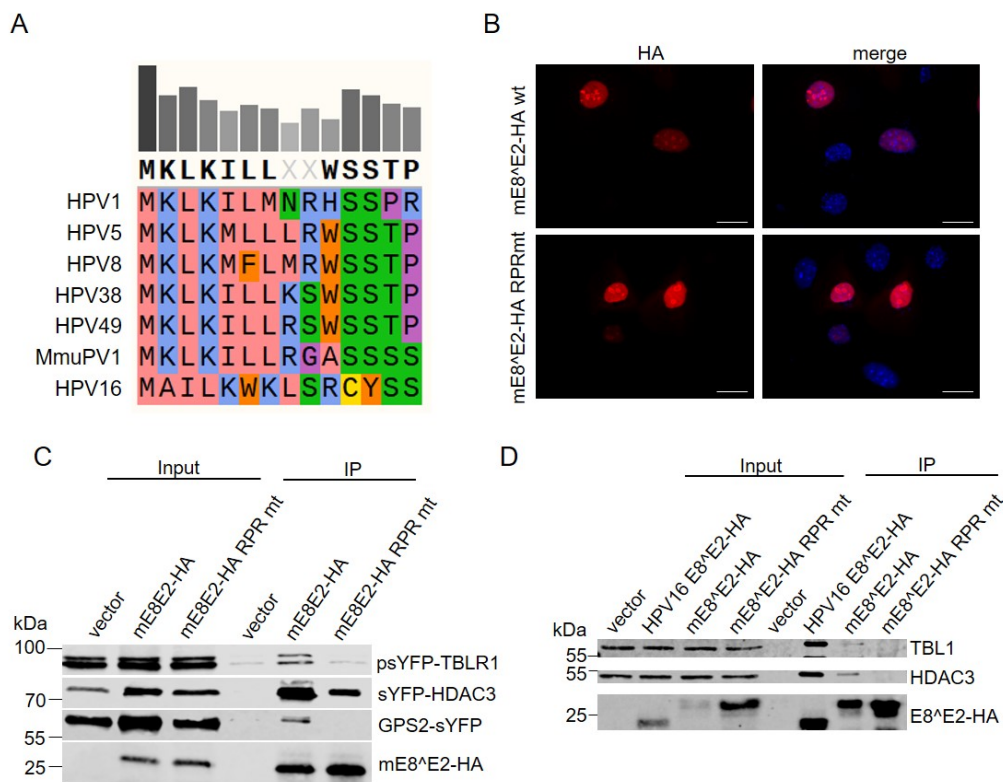 A
MKLKILLXXWSSTP
HPV1 MKLKILMNRHSSPR
HPV5 MKLKMLLLRWSSTP
HPV8 MKLKMFLMRWSSTP
HPV38 MKLKILLKSWSSTP
HPV49 MKLKILLRSWSSTP
MmuPV1 MKLKILLRGASSSS
HPV16 MAILKWKLSRCYSS
B
HA merge
mE8^E2-HA wt
mE8^E2-HA RPRmt
C
Input IP
vector mE8E2-HA mE8E2-HA RPR mt vector mE8E2-HA mE8E2-HA RPR mt
kDa
100
psYFP-TBLR1
70
sYFP-HDAC3
GPS2-sYFP
55
25
mE8^E2-HA
D
Input IP
vector HPV16 E8^E2-HA mE8^E2-HA mE8^E2-HA RPR mt vector HPV16 E8^E2-HA mE8^E2-HA mE8^E2-HA RPR mt
kDa
55
TBL1
55
HDAC3
25
E8^E2-HA